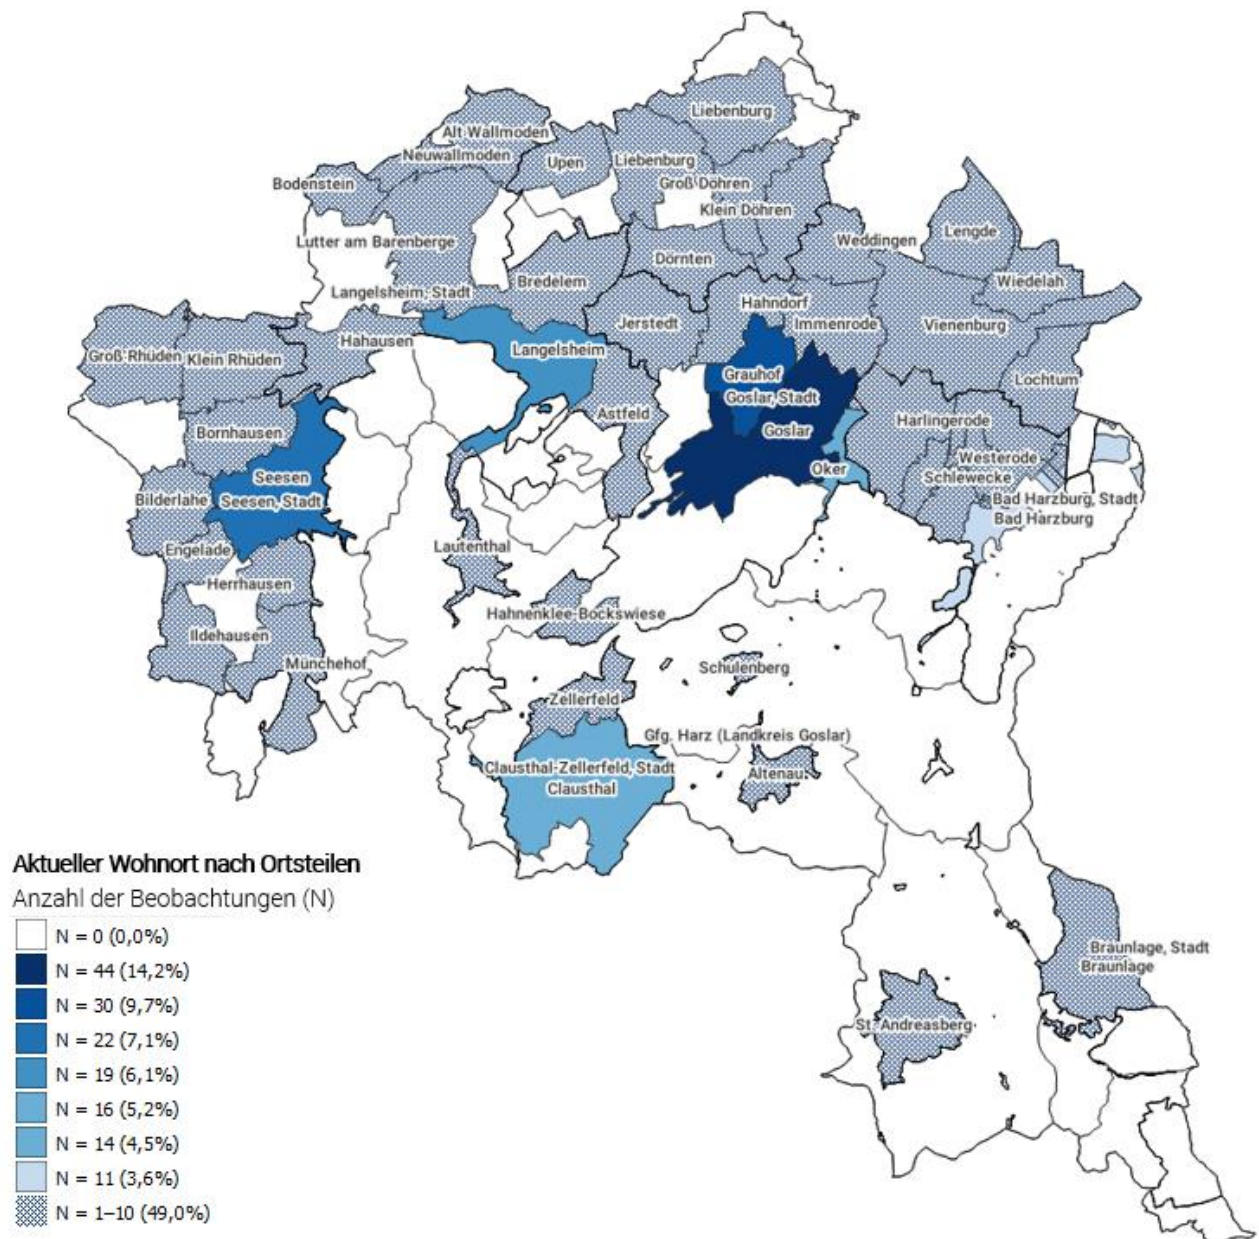 Liebenburg
Alt Wallmoden
Neuwallmoden
Upen
Liebenburg
Bodenstein
Groß Döhren
Klein Döhren
Lutter am Barenberge
Weddingen
Lengde
Dörnten
Langelsheim, Stadt
Bredelem
Wiedelah
Hahndorf
Jerstedt
Immenrode
Vienenburg
Groß-Rhüden
Klein Rhüden
Hahausen
Langelsheim
Grauhof
Lochtum
Goslar, Stadt
Astfeld
Bornhausen
Goslar
Harlingerode
Westerode
Oker
Schlewecke
Seesen
Bilderlahe
Seesen, Stadt
Bad Harzburg, Stadt
Bad Harzburg
Engelade
Lautenthal
Herrhausen
Hahnenklee-Bockswiese
Ildehausen
Münchehof
Schulenberg
Zellerfeld
Gfg. Harz (Landkreis Goslar)
Clausthal-Zellerfeld, Stadt
Altenau
Clausthal
Braunlage, Stadt
Braunlage
St. Andreasberg
Aktueller Wohnort nach Ortsteilen
Anzahl der Beobachtungen (N)
N = 0 (0,0%)
N = 44 (14,2%)
N = 30 (9,7%)
N = 22 (7,1%)
N = 19 (6,1%)
N = 16 (5,2%)
N = 14 (4,5%)
N = 11 (3,6%)
N = 1–10 (49,0%)